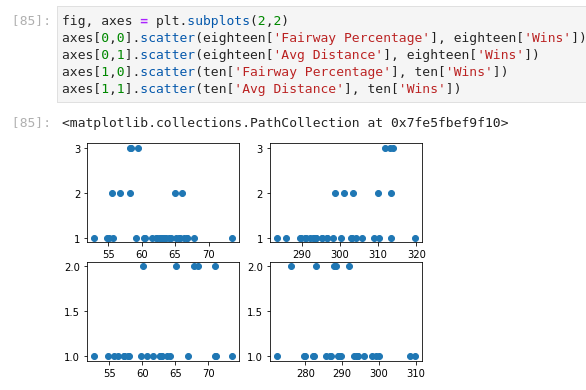 [85]: fig, axes = plt.subplots(2,2)
axes[0,0].scatter(eighteen['Fairway Percentage'], eighteen['Wins'])
axes[0,1].scatter(eighteen['Avg Distance'], eighteen['Wins'])
axes[1,0].scatter(ten['Fairway Percentage'], ten['Wins'])
axes[1,1].scatter(ten['Avg Distance'], ten['Wins'])
[85]: <matplotlib.collections.PathCollection at 0x7fe5fbef9f10>
3
2
1
55 60 65 70
3
2
1
290 300 310 320
2.0
1.5
1.0
55 60 65 70
2.0
1.5
1.0
280 290 300 310